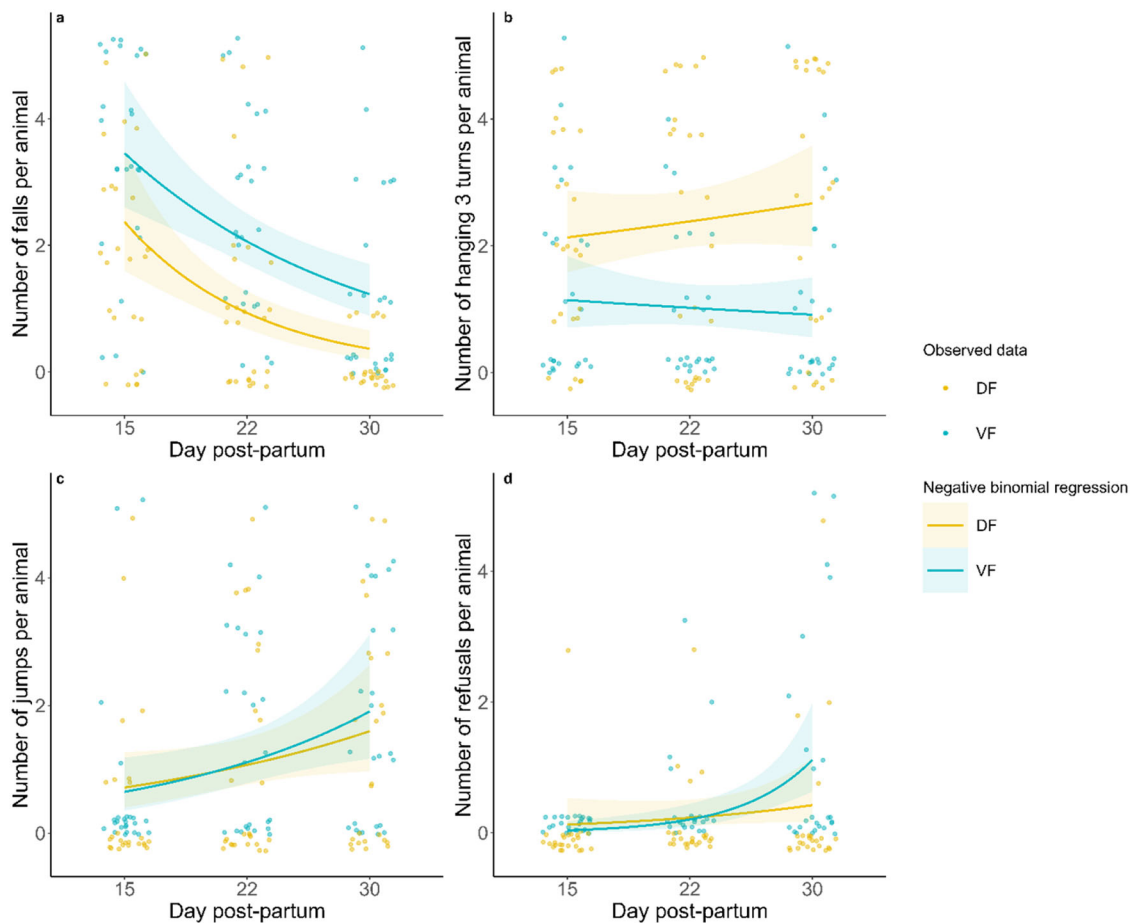 a
Number of falls per animal
4
2
0
15 22 30
Day post-partum
b
Number of hanging 3 turns per animal
4
2
0
15 22 30
Day post-partum
c
Number of jumps per animal
4
2
0
15 22 30
Day post-partum
d
Number of refusals per animal
4
2
0
15 22 30
Day post-partum
Observed data
DF
VF
Negative binomial regression
DF
VF